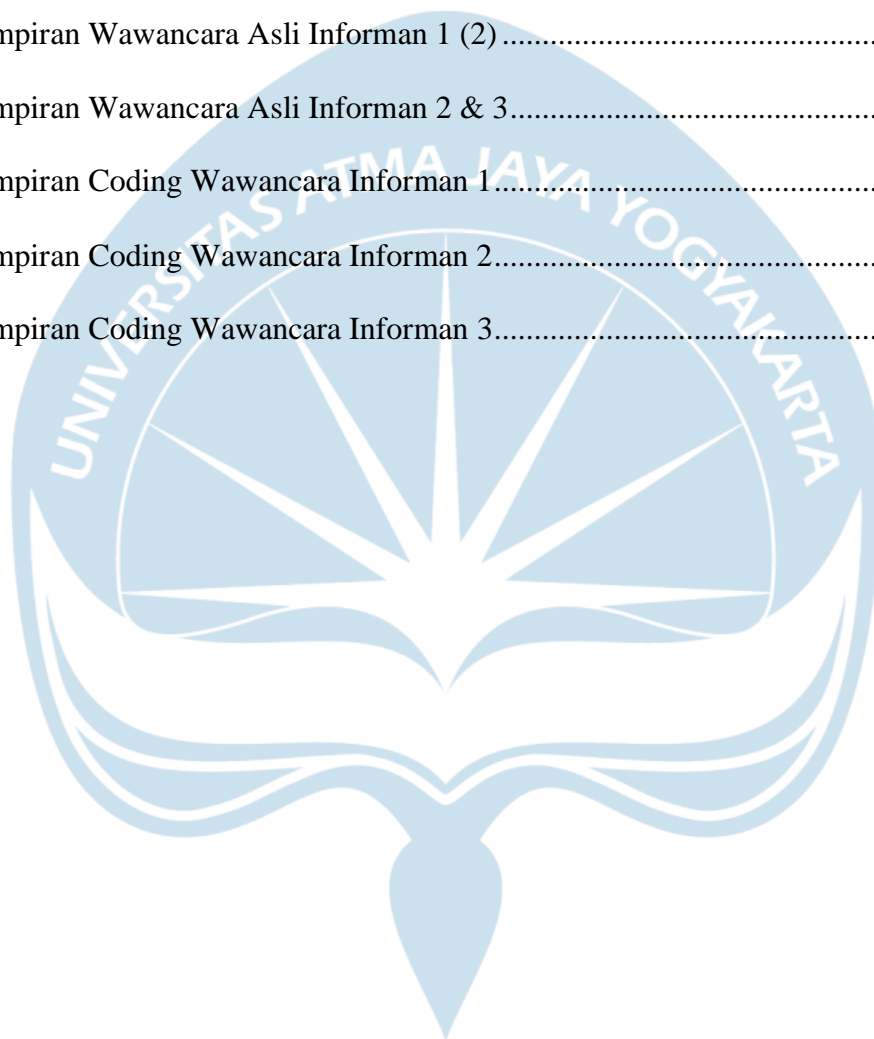 mpiran Wawancara Asli Informan 1 (2)...............................................
mpiran Wawancara Asli Informan 2 & 3..............................................
mpiran Coding Wawancara Informan 1................................................
mpiran Coding Wawancara Informan 2................................................
mpiran Coding Wawancara Informan 3................................................
UNIVERSITAS ATMA JAYA YOGYAKARTA